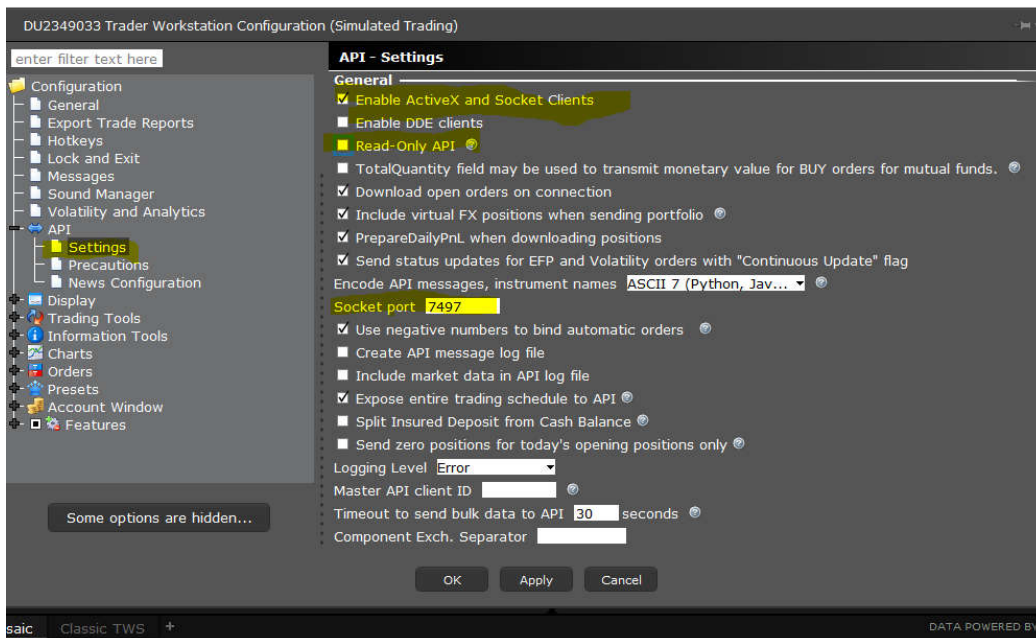 DU2349033 Trader Workstation Configuration (Simulated Trading)
enter filter text here
Configuration
General
Export Trade Reports
Hotkeys
Lock and Exit
Messages
Sound Manager
Volatility and Analytics
API
Settings
Precautions
News Configuration
Display
Trading Tools
Information Tools
Charts
Orders
Presets
Account Window
Features
Some options are hidden...
API - Settings
General
Enable ActiveX and Socket Clients
Enable DDE clients
Read-Only API
TotalQuantity field may be used to transmit monetary value for BUY orders for mutual funds.
Download open orders on connection
Include virtual FX positions when sending portfolio
PrepareDailyPnL when downloading positions
Send status updates for EFP and Volatility orders with "Continuous Update" flag
Encode API messages, instrument names ASCII 7 (Python, Jav...
Socket port 7497
Use negative numbers to bind automatic orders
Create API message log file
Include market data in API log file
Expose entire trading schedule to API
Split Insured Deposit from Cash Balance
Send zero positions for today's opening positions only
Logging Level Error
Master API client ID
Timeout to send bulk data to API 30 seconds
Component Exch. Separator
OK Apply Cancel
saic Classic TWS + DATA POWERED BY